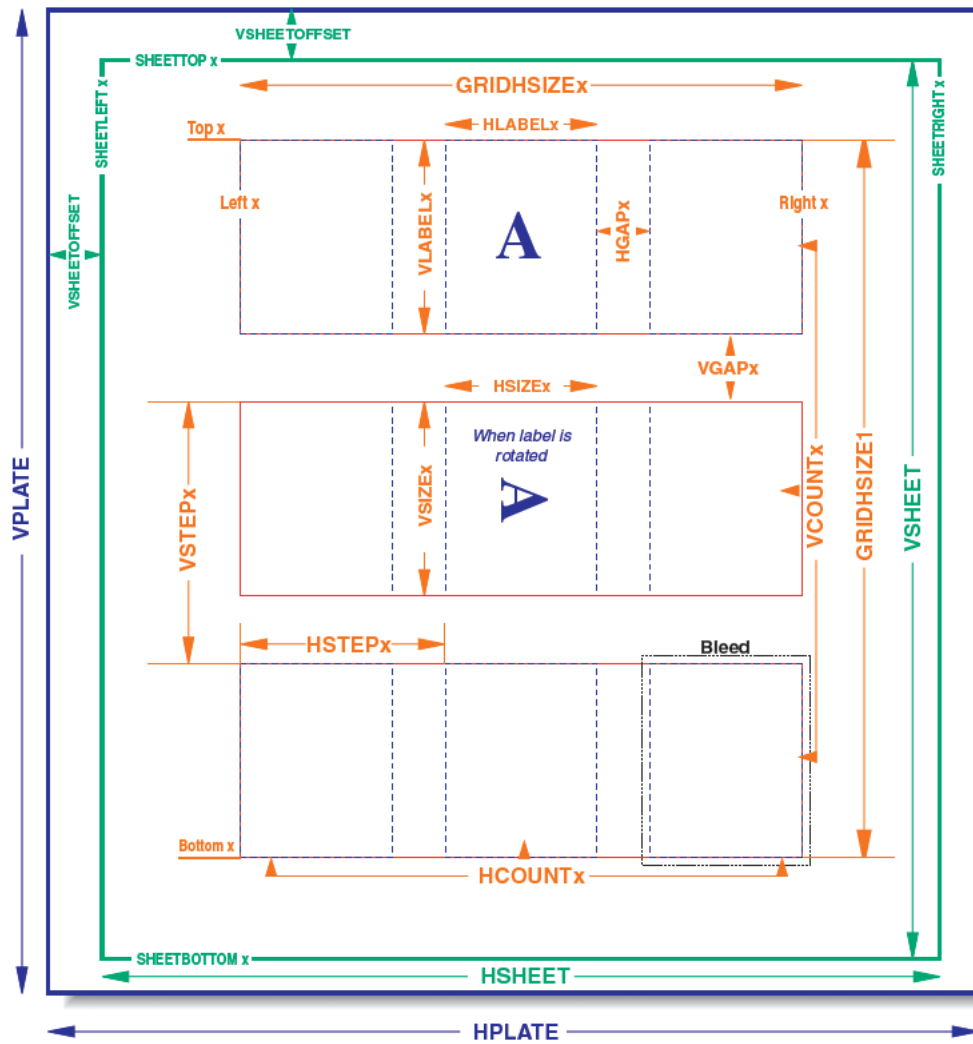 VSHEETOFFSET
SHEETTOP x
GRIDHSIZEx
SHEETLEFT x
SHEETRIGHT x
Top x
HLABELx
Left x
VLABELx
A
HGAPx
Right x
VSHEETOFFSET
VGAPx
HSIZEx
When label is
rotated
A
VPLATE
VSTEPx
VSIZEx
VCOUNTx
GRIDHSIZE1
VSHEET
HSTEPx
Bleed
Bottom x
HCOUNTx
SHEETBOTTOM x
HSHEET
HPLATE